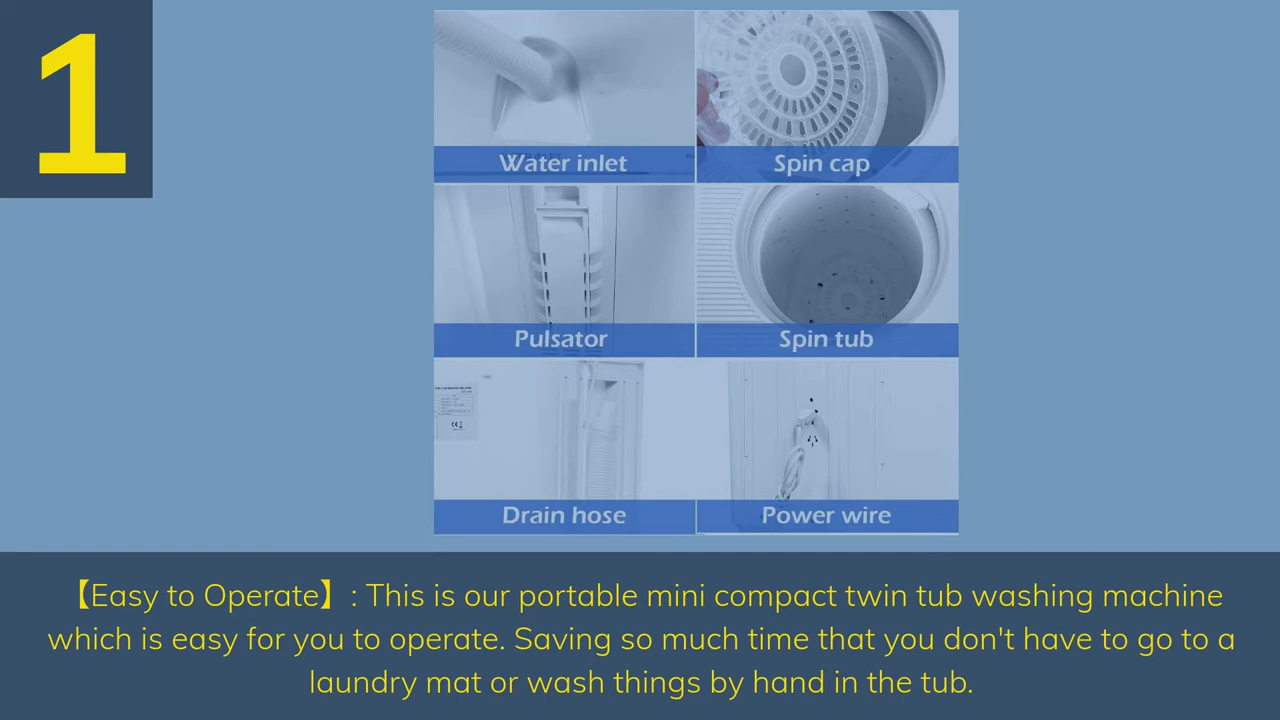 1
Water inlet
Spin cap
Pulsator
Spin tub
Drain hose
Power wire
【Easy to Operate】: This is our portable mini compact twin tub washing machine
which is easy for you to operate. Saving so much time that you don't have to go to a
laundry mat or wash things by hand in the tub.